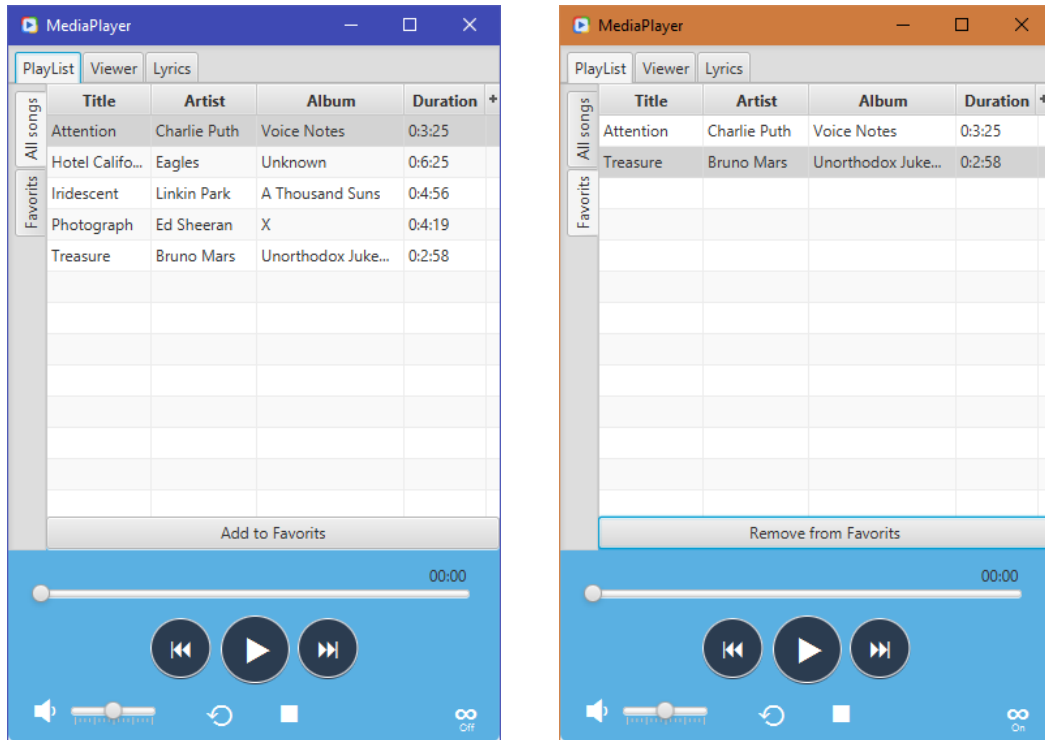 MediaPlayer
PlayList Viewer Lyrics
All songs
Favorits
Title Artist Album Duration +
Attention Charlie Puth Voice Notes 0:3:25
Hotel Califo... Eagles Unknown 0:6:25
Iridescent Linkin Park A Thousand Suns 0:4:56
Photograph Ed Sheeran X 0:4:19
Treasure Bruno Mars Unorthodox Juke... 0:2:58
Add to Favorits
00:00
Off
MediaPlayer
PlayList Viewer Lyrics
All songs
Favorits
Title Artist Album Duration +
Attention Charlie Puth Voice Notes 0:3:25
Treasure Bruno Mars Unorthodox Juke... 0:2:58
Remove from Favorits
00:00
On